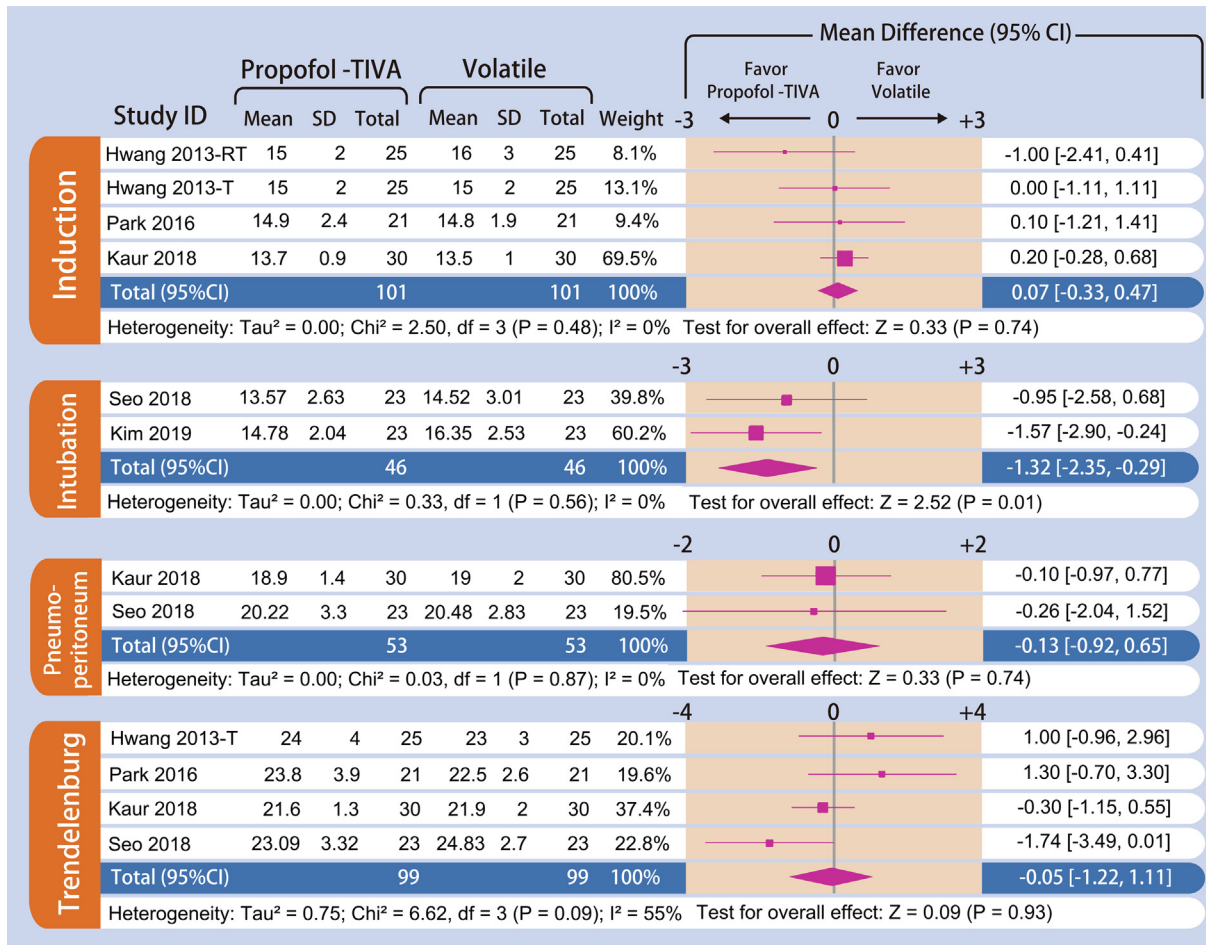 Mean Difference (95% CI)
Propofol -TIVA Volatile Favor Propofol -TIVA Favor Volatile
Study ID Mean SD Total Mean SD Total Weight -3 0 +3
Induction
Hwang 2013-RT 15 2 25 16 3 25 8.1% -1.00 [-2.41, 0.41]
Hwang 2013-T 15 2 25 15 2 25 13.1% 0.00 [-1.11, 1.11]
Park 2016 14.9 2.4 21 14.8 1.9 21 9.4% 0.10 [-1.21, 1.41]
Kaur 2018 13.7 0.9 30 13.5 1 30 69.5% 0.20 [-0.28, 0.68]
Total (95%CI) 101 101 100% 0.07 [-0.33, 0.47]
Heterogeneity: Tau² = 0.00; Chi² = 2.50, df = 3 (P = 0.48); I² = 0% Test for overall effect: Z = 0.33 (P = 0.74)
-3 0 +3
Intubation
Seo 2018 13.57 2.63 23 14.52 3.01 23 39.8% -0.95 [-2.58, 0.68]
Kim 2019 14.78 2.04 23 16.35 2.53 23 60.2% -1.57 [-2.90, -0.24]
Total (95%CI) 46 46 100% -1.32 [-2.35, -0.29]
Heterogeneity: Tau² = 0.00; Chi² = 0.33, df = 1 (P = 0.56); I² = 0% Test for overall effect: Z = 2.52 (P = 0.01)
-2 0 +2
Pneumo-
peritoneum
Kaur 2018 18.9 1.4 30 19 2 30 80.5% -0.10 [-0.97, 0.77]
Seo 2018 20.22 3.3 23 20.48 2.83 23 19.5% -0.26 [-2.04, 1.52]
Total (95%CI) 53 53 100% -0.13 [-0.92, 0.65]
Heterogeneity: Tau² = 0.00; Chi² = 0.03, df = 1 (P = 0.87); I² = 0% Test for overall effect: Z = 0.33 (P = 0.74)
-4 0 +4
Trendelenburg
Hwang 2013-T 24 4 25 23 3 25 20.1% 1.00 [-0.96, 2.96]
Park 2016 23.8 3.9 21 22.5 2.6 21 19.6% 1.30 [-0.70, 3.30]
Kaur 2018 21.6 1.3 30 21.9 2 30 37.4% -0.30 [-1.15, 0.55]
Seo 2018 23.09 3.32 23 24.83 2.7 23 22.8% -1.74 [-3.49, 0.01]
Total (95%CI) 99 99 100% -0.05 [-1.22, 1.11]
Heterogeneity: Tau² = 0.75; Chi² = 6.62, df = 3 (P = 0.09); I² = 55% Test for overall effect: Z = 0.09 (P = 0.93)